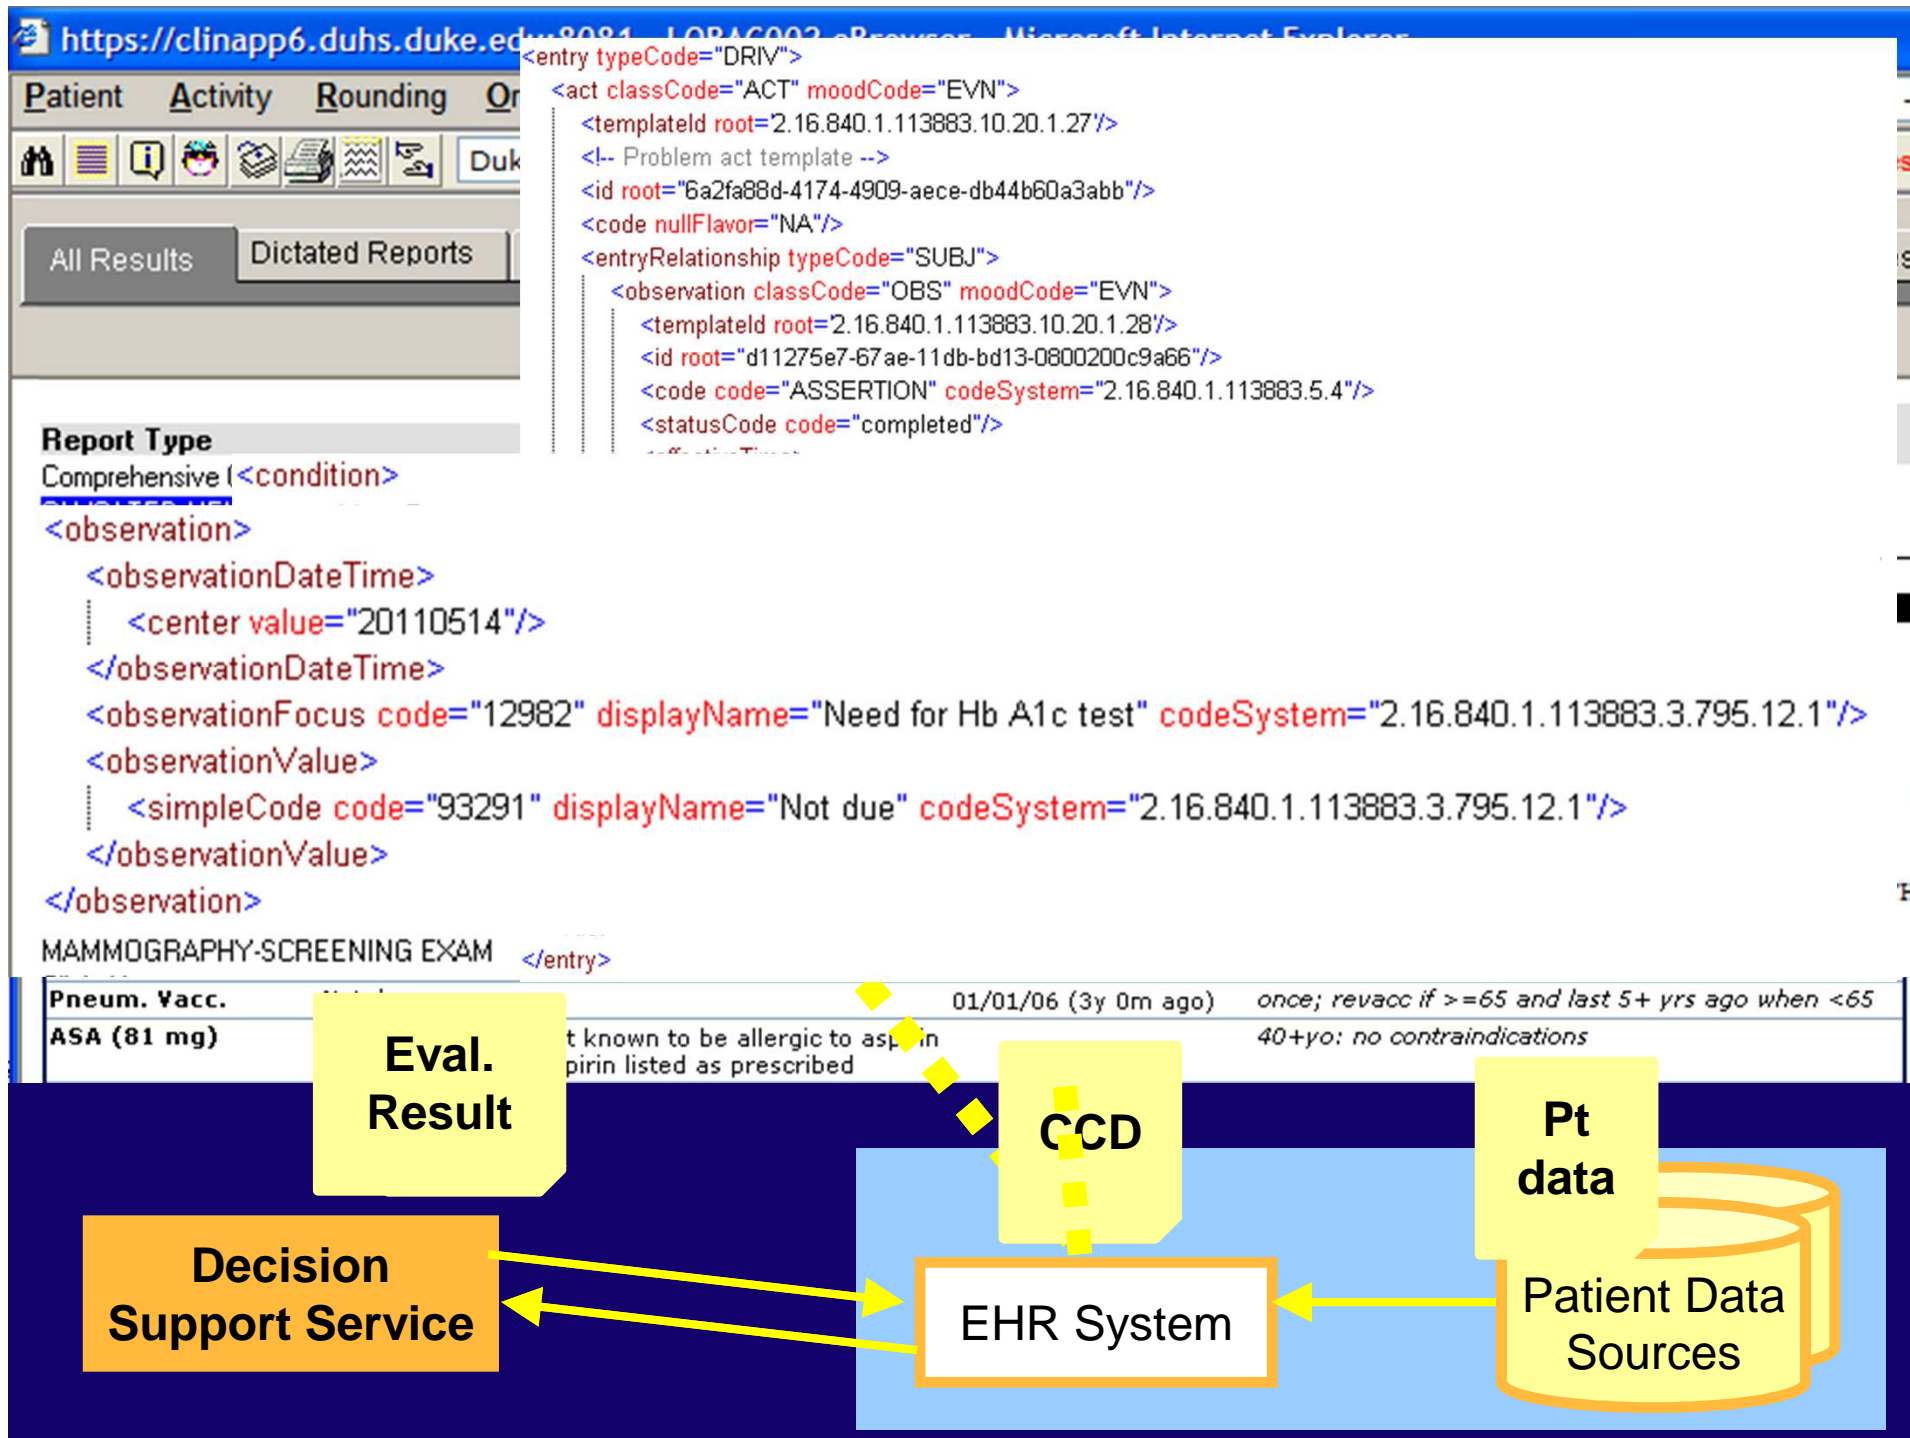 https://clinapp6.duhs.duke.edu:8081 LOBAC002 eBrowser Microsoft Internet Explorer
Patient Activity Rounding
Duk
All Results Dictated Reports
<entry typeCode="DRIV">
<act classCode="ACT" moodCode="EVN">
<templateId root='2.16.840.1.113883.10.20.1.27'/>
<!-- Problem act template -->
<id root="6a2fa88d-4174-4909-aece-db44b60a3abb"/>
<code nullFlavor="NA"/>
<entryRelationship typeCode="SUBJ">
<observation classCode="OBS" moodCode="EVN">
<templateId root='2.16.840.1.113883.10.20.1.28'/>
<id root="d11275e7-67ae-11db-bd13-0800200c9a66"/>
<code code="ASSERTION" codeSystem="2.16.840.1.113883.5.4"/>
<statusCode code="completed"/>
<effectiveTime>
Report Type
Comprehensive
<condition>
<observation>
<observationDateTime>
<center value="20110514"/>
</observationDateTime>
<observationFocus code="12982" displayName="Need for Hb A1c test" codeSystem="2.16.840.1.113883.3.795.12.1"/>
<observationValue>
<simpleCode code="93291" displayName="Not due" codeSystem="2.16.840.1.113883.3.795.12.1"/>
</observationValue>
</observation>
MAMMOGRAPHY-SCREENING EXAM
</entry>
Pneum. Vacc. 01/01/06 (3y 0m ago) once; revacc if >=65 and last 5+ yrs ago when <65
ASA (81 mg) t known to be allergic to aspirin 40+yo: no contraindications
pirin listed as prescribed
Eval.
Result
CCD
Pt
data
Decision
Support Service
EHR System
Patient Data
Sources